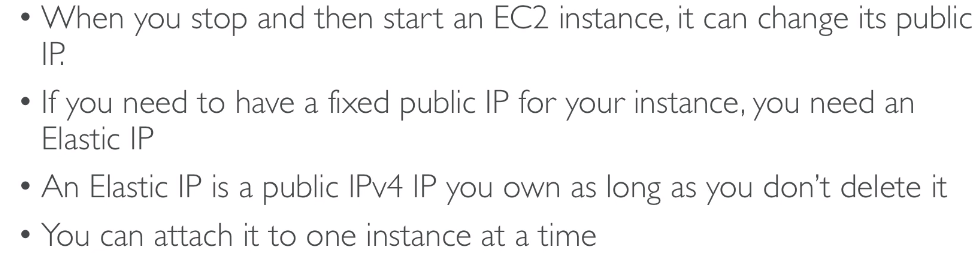 • When you stop and then start an EC2 instance, it can change its public
IP.
• If you need to have a fixed public IP for your instance, you need an
Elastic IP
• An Elastic IP is a public IPv4 IP you own as long as you don’t delete it
• You can attach it to one instance at a time